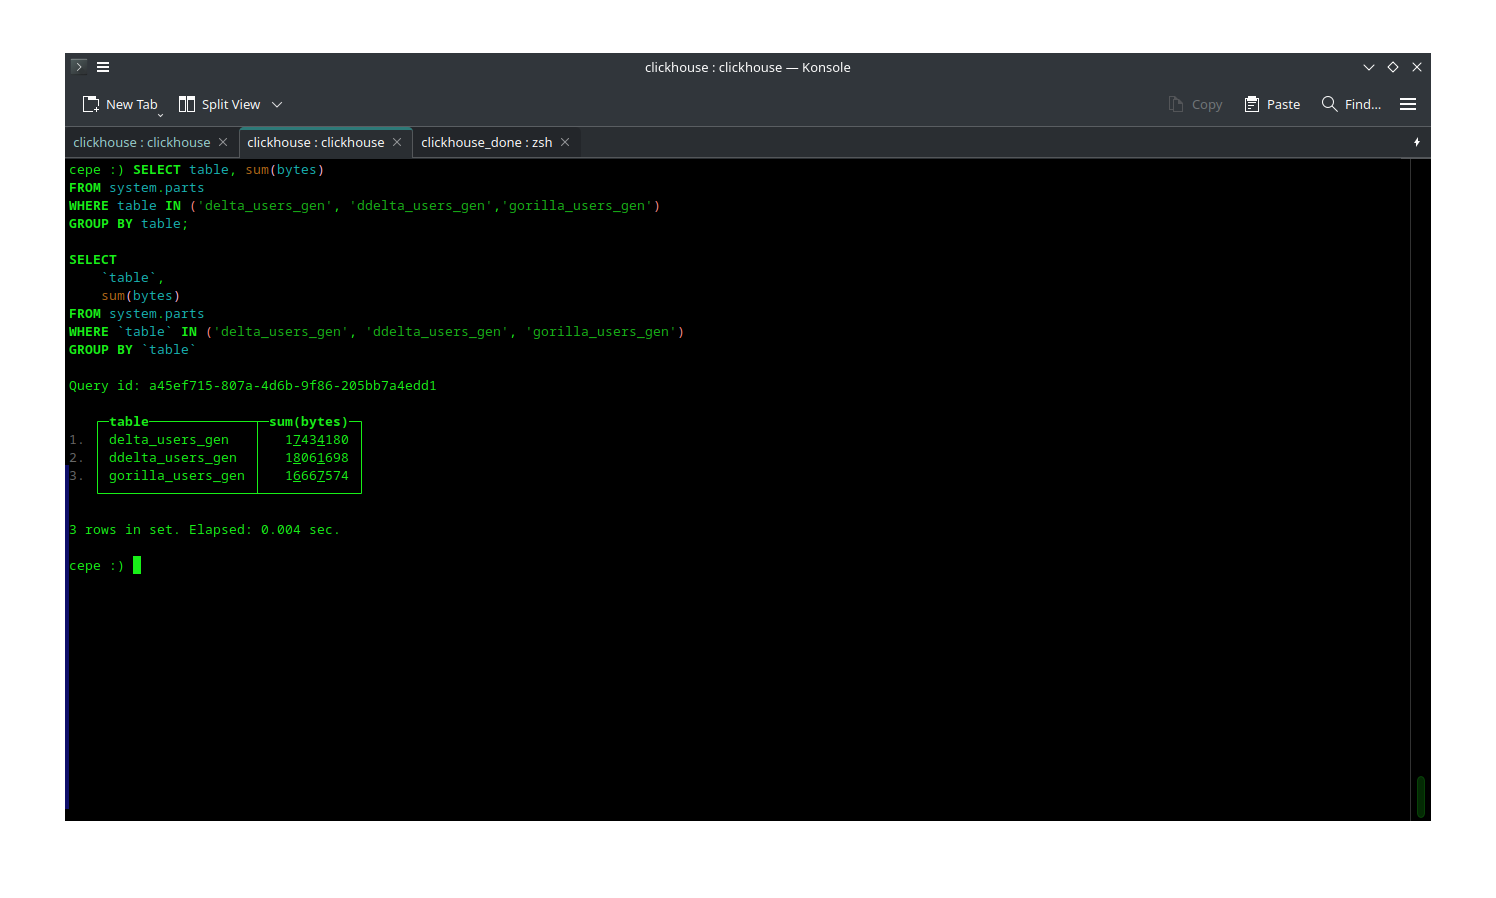 clickhouse : clickhouse — Konsole
New Tab Split View Copy Paste Find...
clickhouse : clickhouse clickhouse : clickhouse clickhouse_done : zsh
cepe :) SELECT table, sum(bytes)
FROM system.parts
WHERE table IN ('delta_users_gen', 'ddelta_users_gen','gorilla_users_gen')
GROUP BY table;
SELECT
`table`,
sum(bytes)
FROM system.parts
WHERE `table` IN ('delta_users_gen', 'ddelta_users_gen', 'gorilla_users_gen')
GROUP BY `table`
Query id: a45ef715-807a-4d6b-9f86-205bb7a4edd1
table sum(bytes)
1. delta_users_gen 17434180
2. ddelta_users_gen 18061698
3. gorilla_users_gen 16667574
3 rows in set. Elapsed: 0.004 sec.
cepe :)